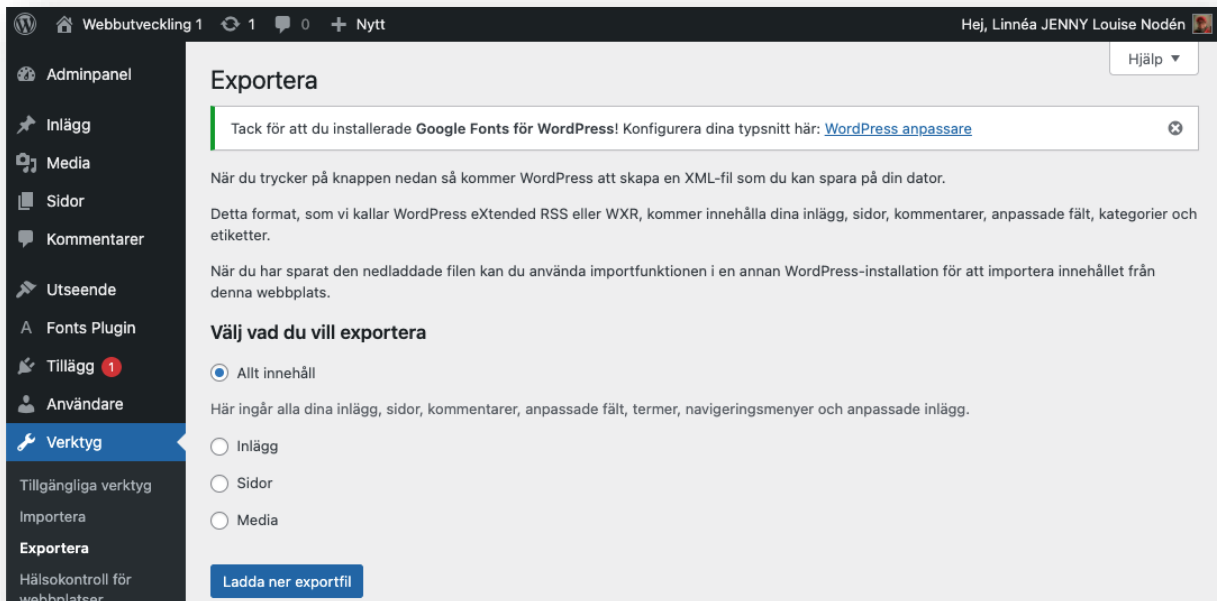 Webbutveckling 1 1 0 + Nytt Hej, Linnéa JENNY Louise Nodén
Hjälp ▼
Adminpanel
Inlägg
Media
Sidor
Kommentarer
Utseende
A Fonts Plugin
Tillägg 1
Användare
Verktyg
Tillgängliga verktyg
Importera
Exportera
Hälsokontroll för
webbplatser
Exportera
Tack för att du installerade Google Fonts för WordPress! Konfigurera dina typsnitt här: WordPress anpassare
När du trycker på knappen nedan så kommer WordPress att skapa en XML-fil som du kan spara på din dator.
Detta format, som vi kallar WordPress eXtended RSS eller WXR, kommer innehålla dina inlägg, sidor, kommentarer, anpassade fält, kategorier och
etiketter.
När du har sparat den nedladdade filen kan du använda importfunktionen i en annan WordPress-installation för att importera innehållet från
denna webbplats.
Välj vad du vill exportera
Allt innehåll
Här ingår alla dina inlägg, sidor, kommentarer, anpassade fält, termer, navigeringsmenyer och anpassade inlägg.
Inlägg
Sidor
Media
Ladda ner exportfil